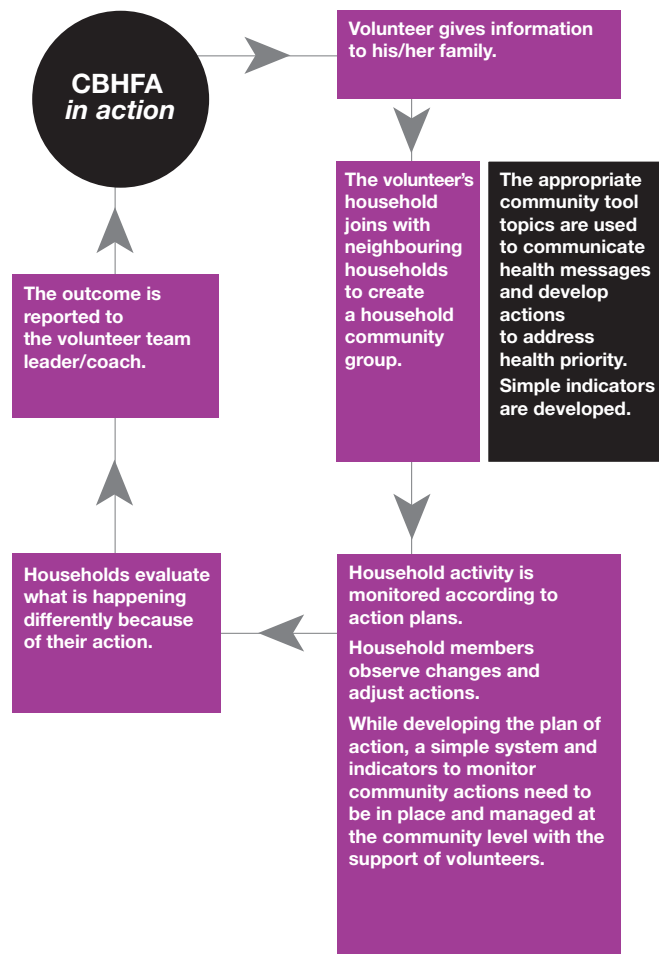 CBHFA
in action
Volunteer gives information
to his/her family.
The volunteer's
household
joins with
neighbouring
households
to create
a household
community
group.
The appropriate
community tool
topics are used
to communicate
health messages
and develop
actions
to address
health priority.
Simple indicators
are developed.
Household activity is
monitored according to
action plans.
Household members
observe changes and
adjust actions.
While developing the plan of
action, a simple system and
indicators to monitor
community actions need to
be in place and managed at
the community level with the
support of volunteers.
Households evaluate
what is happening
differently because
of their action.
The outcome is
reported to
the volunteer team
leader/coach.